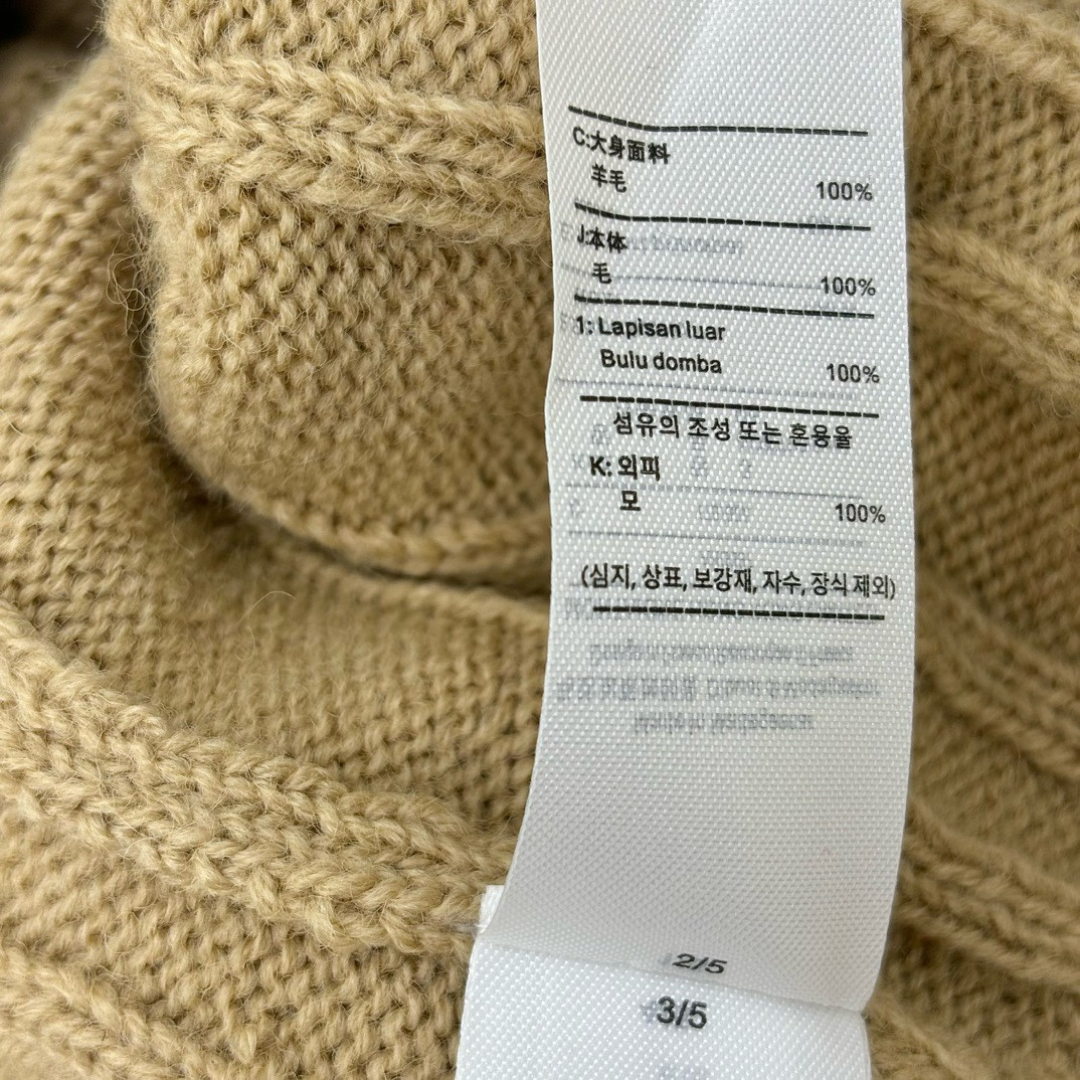 C:大身面料
羊毛 100%
J:本体
毛 100%
1: Lapisan luar
Bulu domba 100%
섬유의 조성 또는 혼용율
K: 외피
모 100%
(심지, 상표, 보강재, 자수, 장식 제외)
2/5
3/5